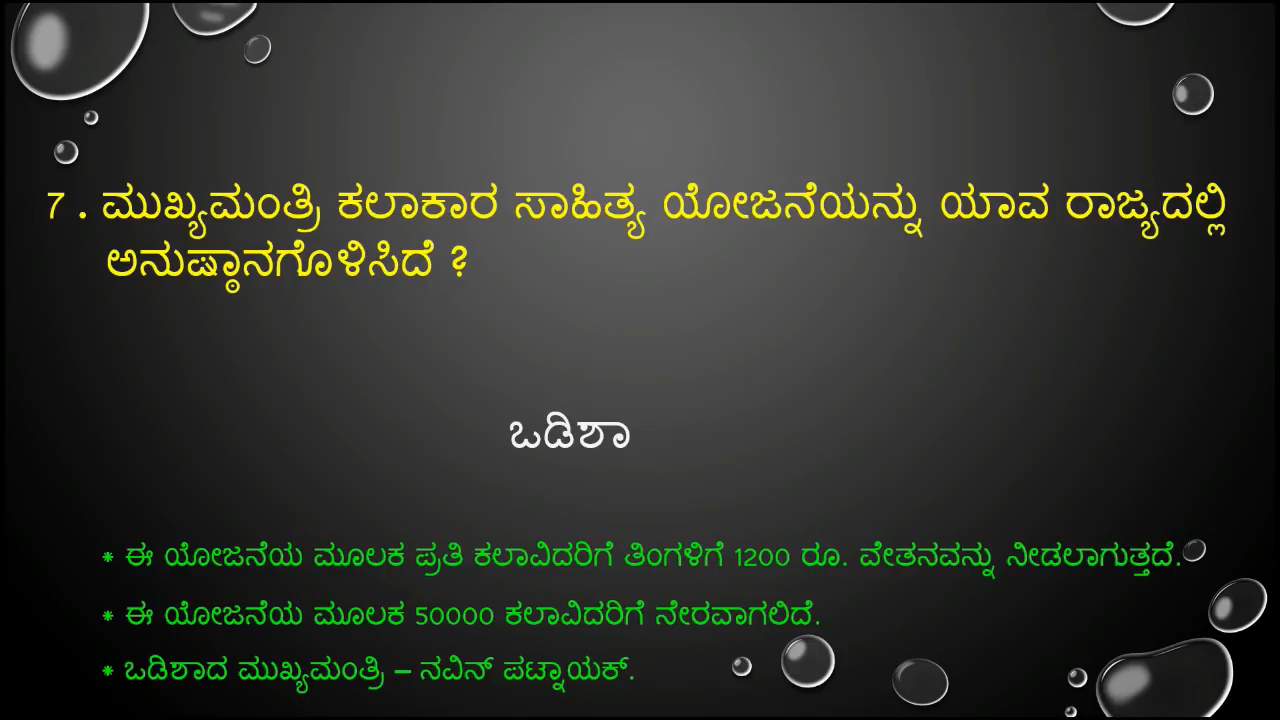 7 . ಮುಖ್ಯಮಂತ್ರಿ ಕಲಾಕಾರ ಸಾಹಿತ್ಯ ಯೋಜನೆಯನ್ನು ಯಾವ ರಾಜ್ಯದಲ್ಲಿ
ಅನುಷ್ಠಾನಗೊಳಿಸಿದೆ ?
ಒಡಿಶಾ
* ಈ ಯೋಜನೆಯ ಮೂಲಕ ಪ್ರತಿ ಕಲಾವಿದರಿಗೆ ತಿಂಗಳಿಗೆ 1200 ರೂ. ವೇತನವನ್ನು ನೀಡಲಾಗುತ್ತದೆ.
* ಈ ಯೋಜನೆಯ ಮೂಲಕ 50000 ಕಲಾವಿದರಿಗೆ ನೇರವಾಗಲಿದೆ.
* ಒಡಿಶಾದ ಮುಖ್ಯಮಂತ್ರಿ – ನವಿನ್ ಪಟ್ನಾಯಕ್.